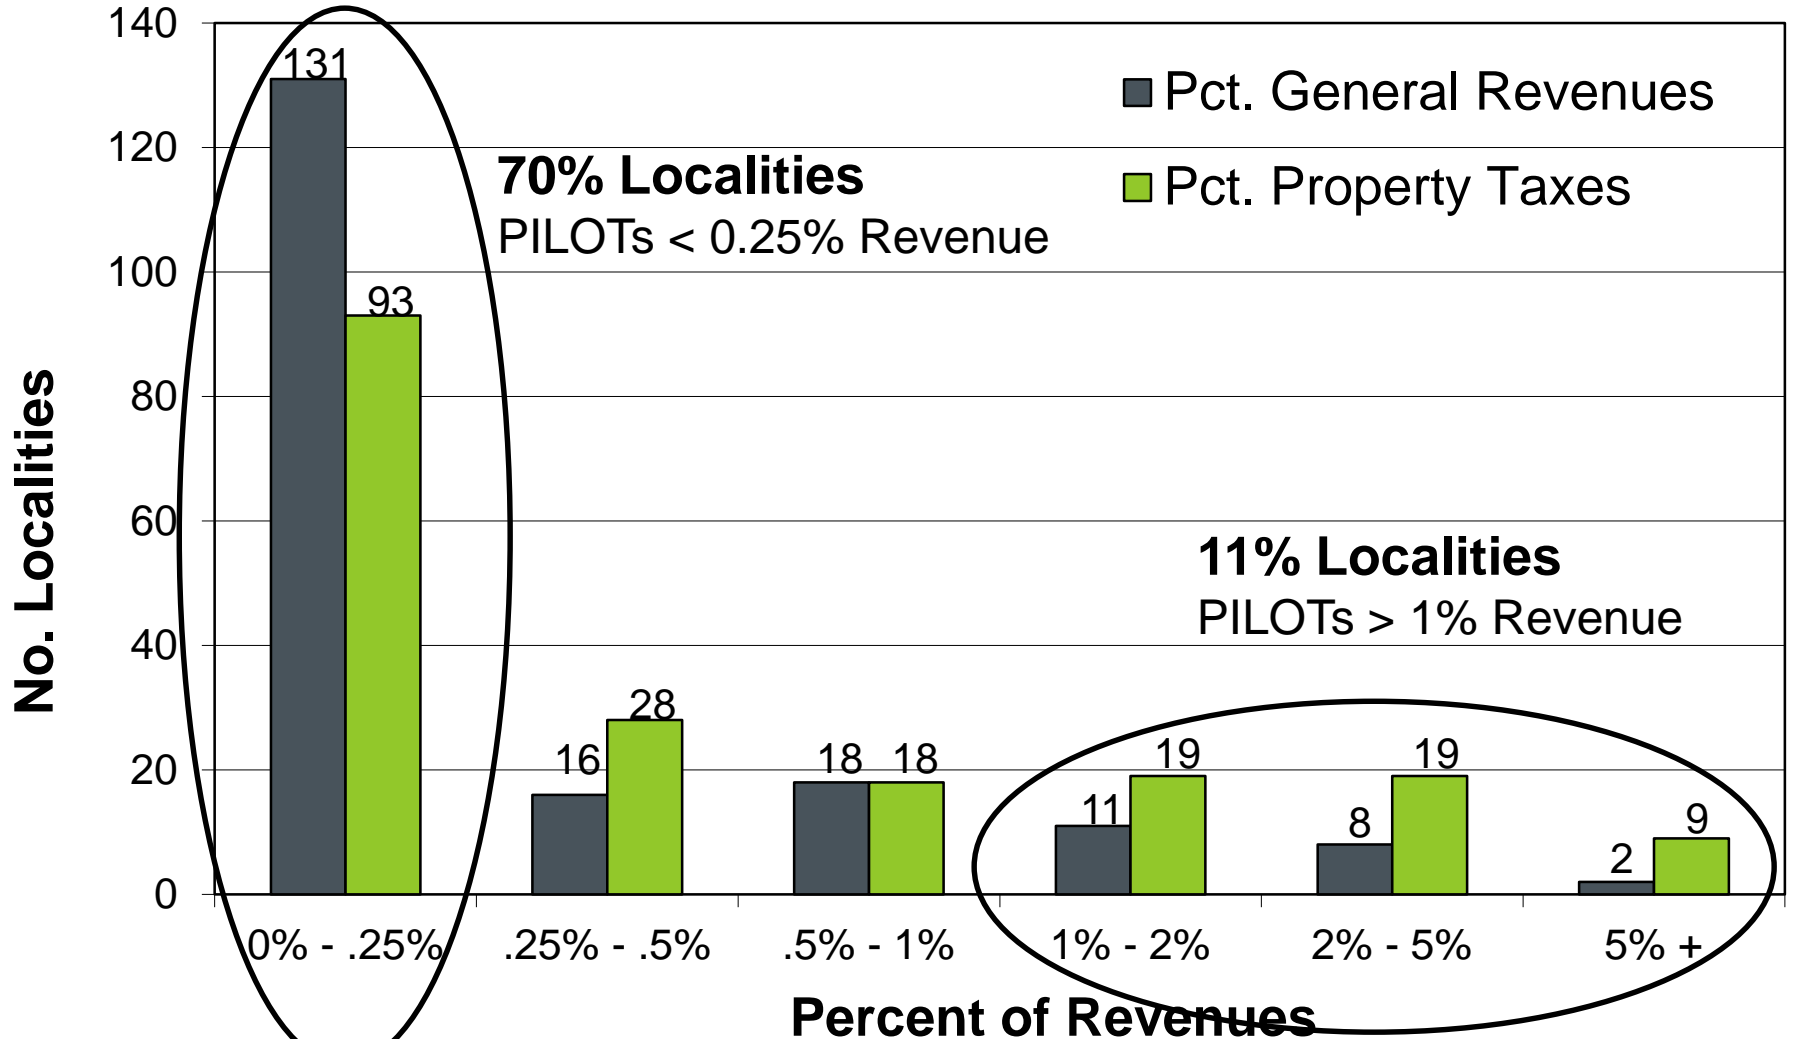 140
120
100
80
60
40
20
0
No. Localities
131
93
16
28
18
18
11
19
8
19
2
9
Pct. General Revenues
Pct. Property Taxes
70% Localities
PILOTs < 0.25% Revenue
11% Localities
PILOTs > 1% Revenue
0% - .25%
.25% - .5%
.5% - 1%
1% - 2%
2% - 5%
5% +
Percent of Revenues